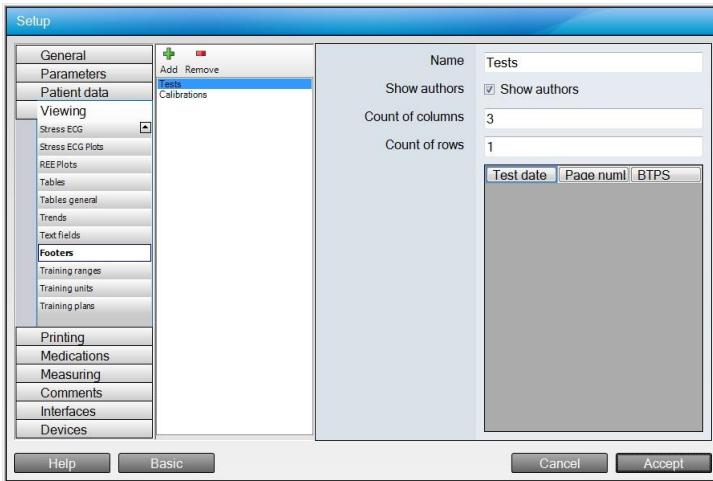 Setup
General
Parameters
Patient data
Viewing
Stress ECG
Stress ECG Plots
REE Plots
Tables
Tables general
Trends
Text fields
Footers
Training ranges
Training units
Training plans
Printing
Medications
Measuring
Comments
Interfaces
Devices
Add Remove
Tests
Calibrations
Name Tests
Show authors Show authors
Count of columns 3
Count of rows 1
Test date Page numl BTPS
Help Basic Cancel Accept